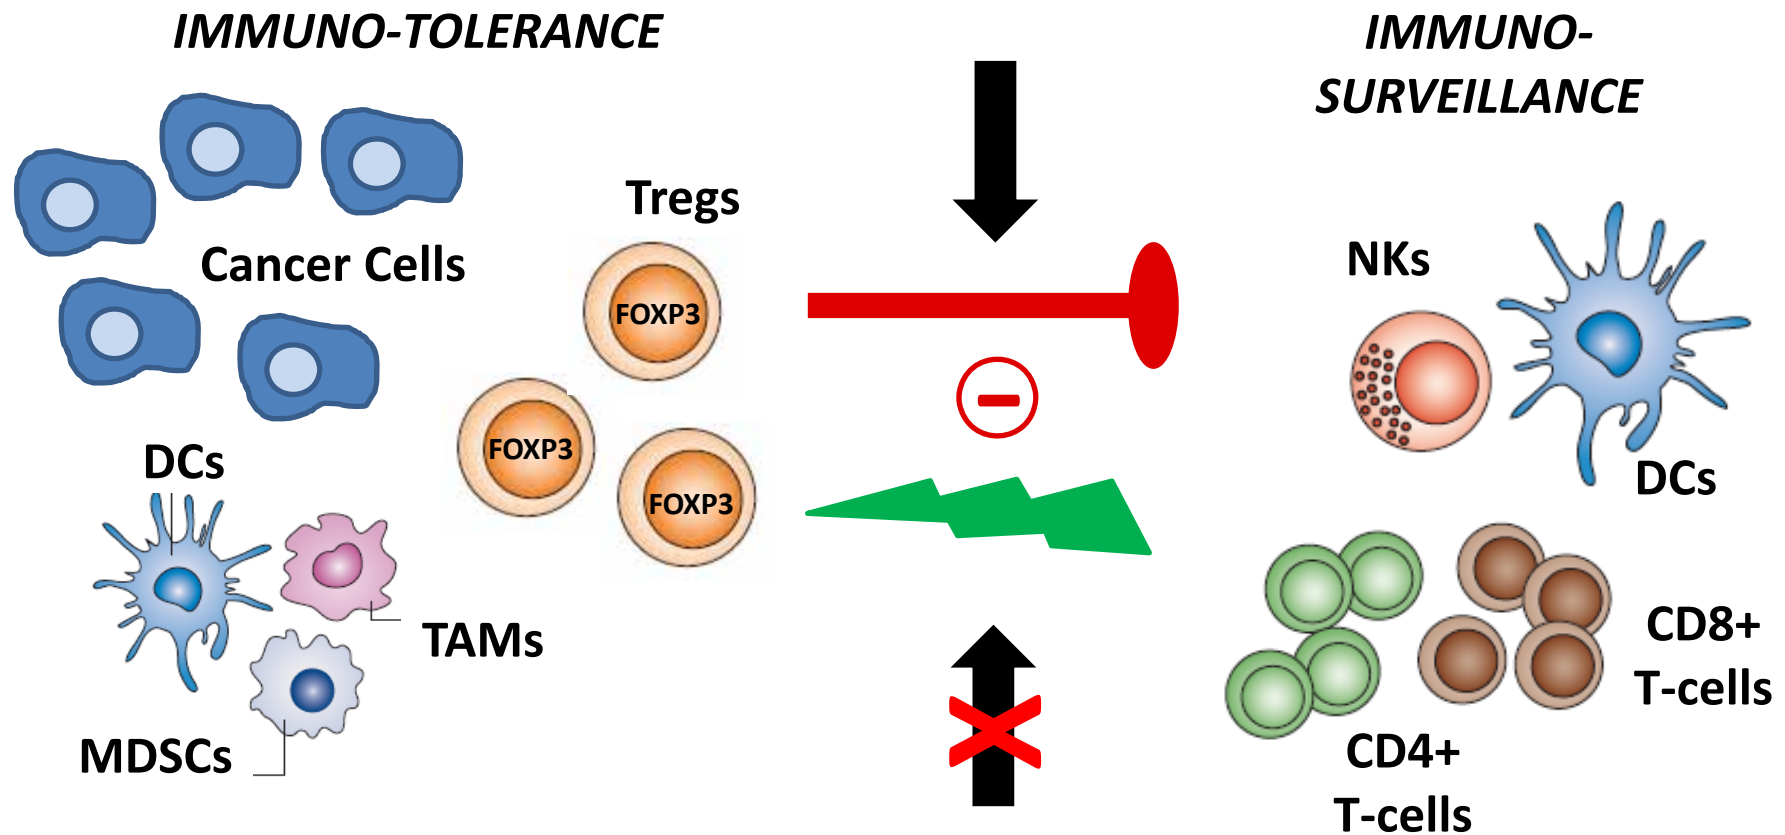 IMMUNO-TOLERANCE
IMMUNO-
SURVEILLANCE
Tregs
Cancer Cells
NKs
FOXP3
FOXP3
FOXP3
DCs
DCs
TAMs
MDSCs
CD8+
T-cells
CD4+
T-cells